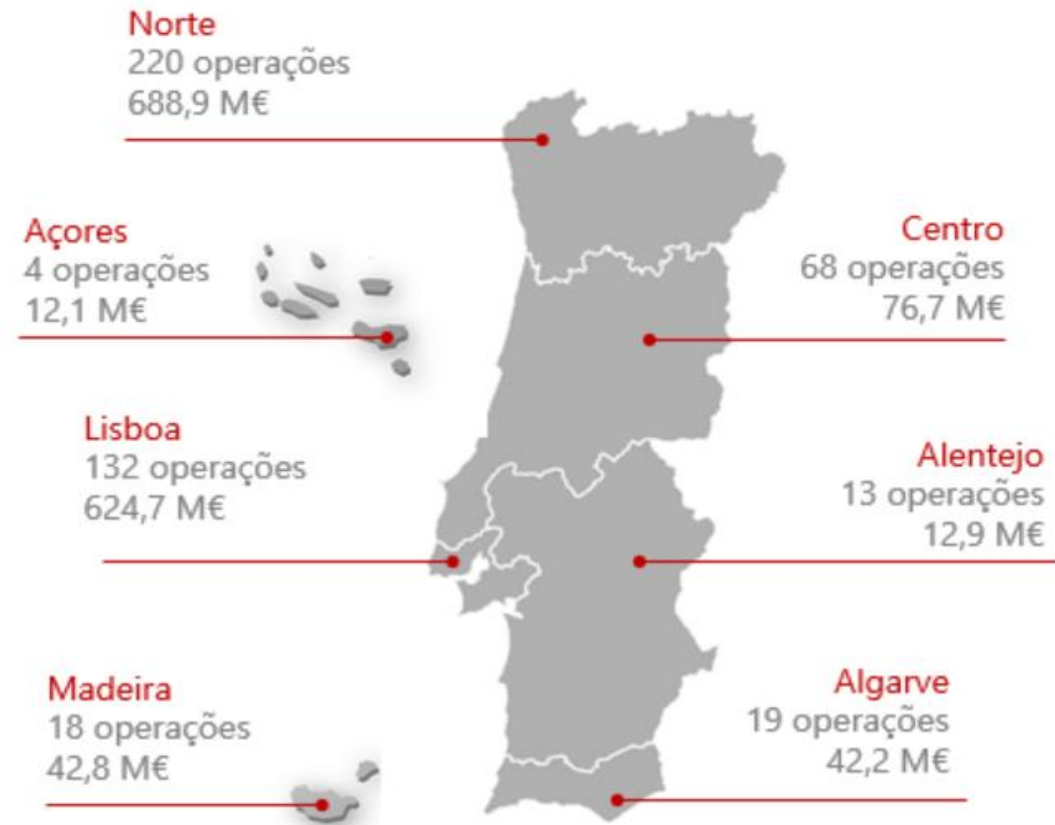 Norte
220 operações
688,9 M€
Açores
4 operações
12,1 M€
Centro
68 operações
76,7 M€
Lisboa
132 operações
624,7 M€
Alentejo
13 operações
12,9 M€
Madeira
18 operações
42,8 M€
Algarve
19 operações
42,2 M€